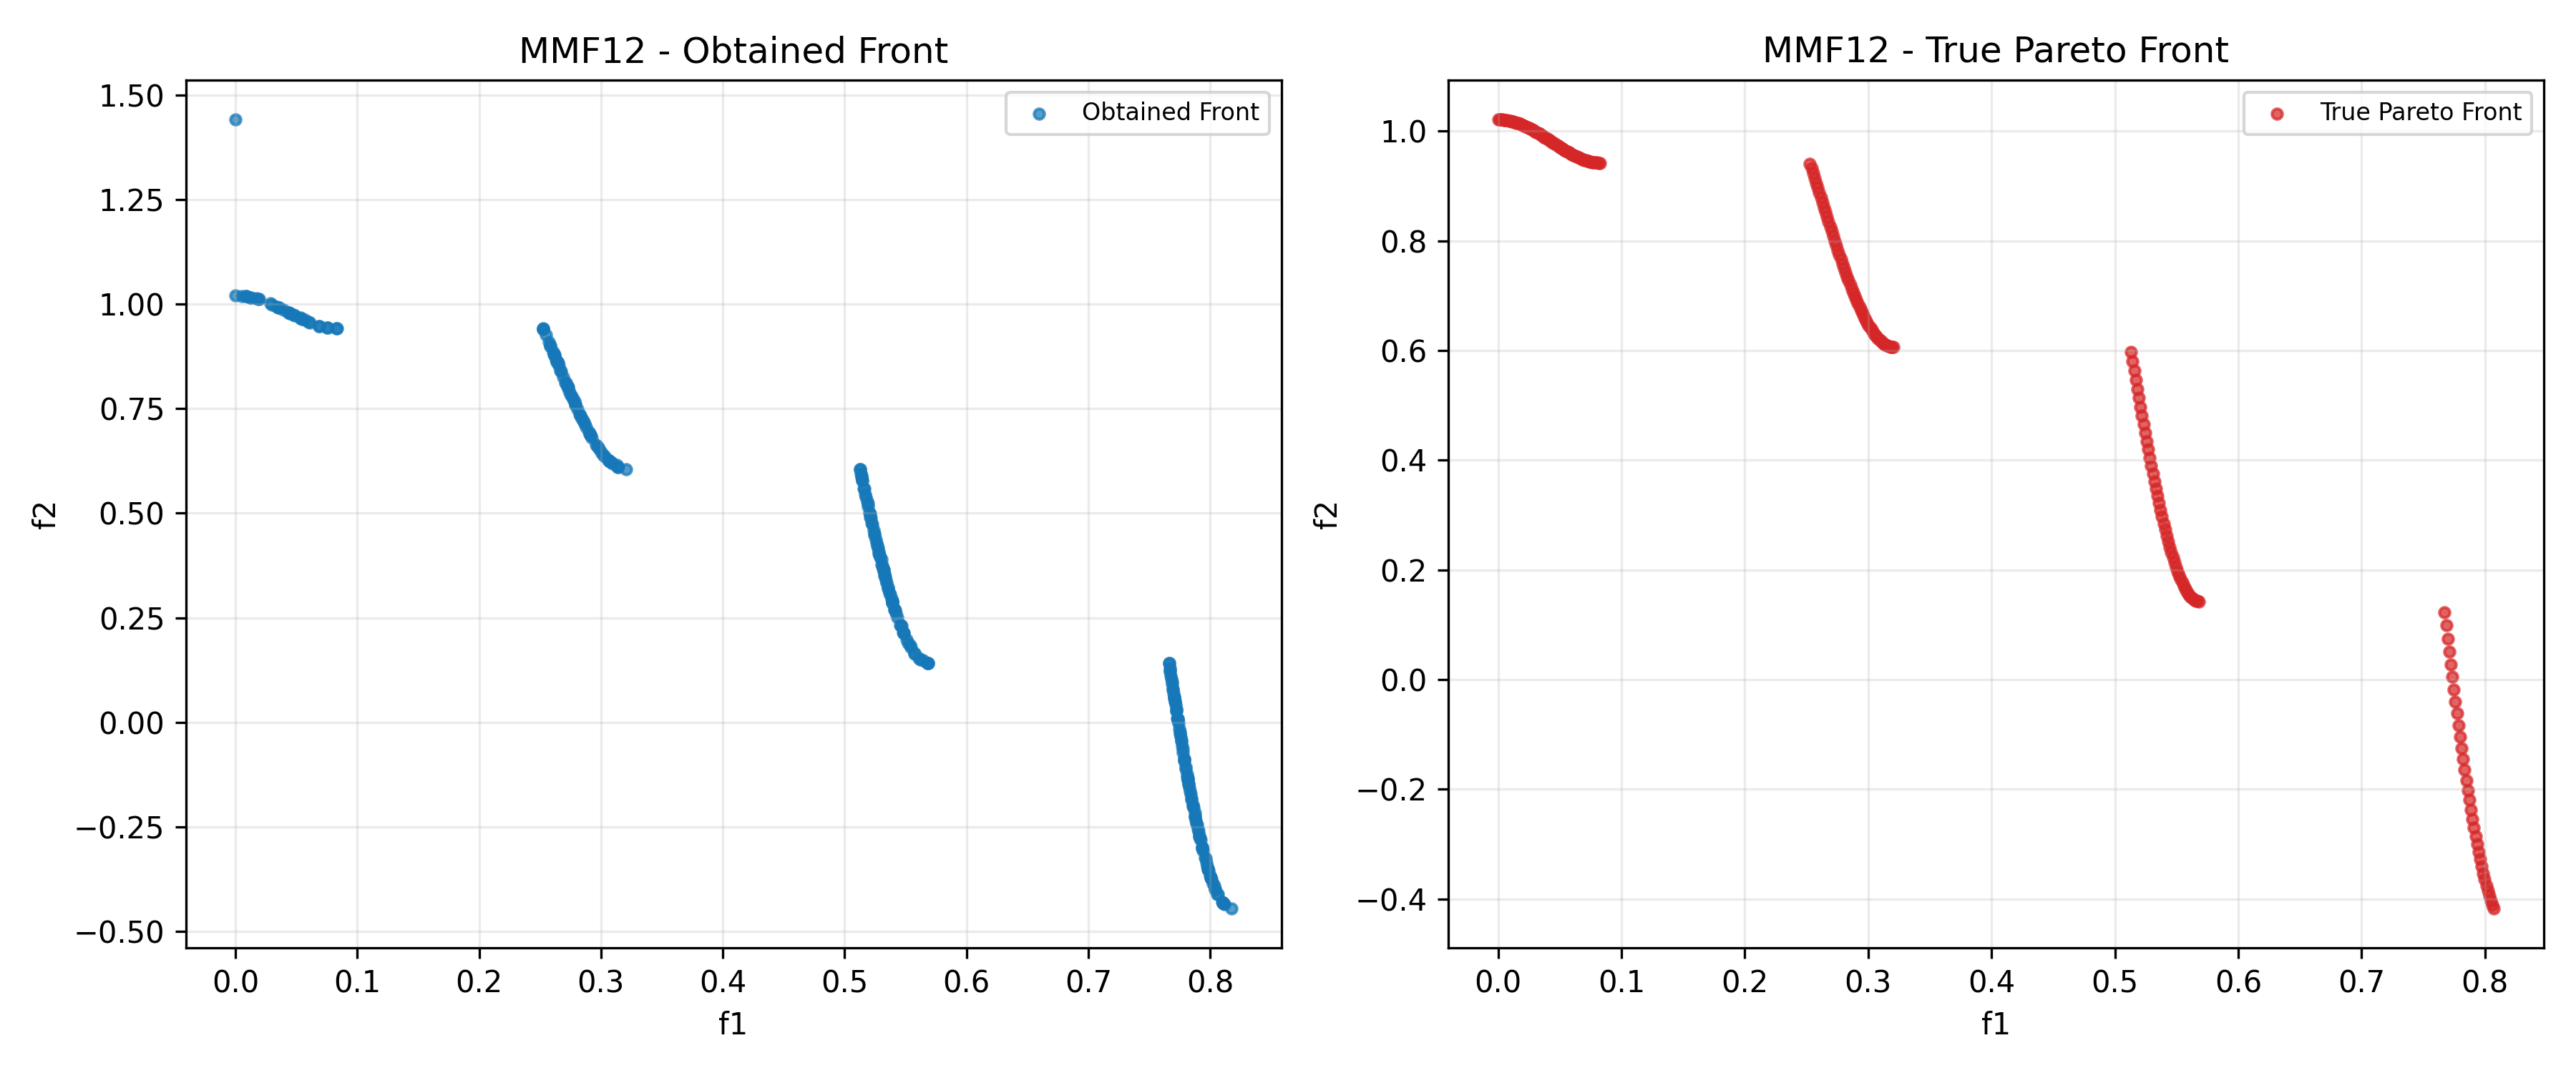 MMF12 - Obtained Front
Obtained Front
1.50
1.25
1.00
0.75
0.50
0.25
0.00
−0.25
−0.50
f2
0.0 0.1 0.2 0.3 0.4 0.5 0.6 0.7 0.8
f1
MMF12 - True Pareto Front
True Pareto Front
1.0
0.8
0.6
0.4
0.2
0.0
−0.2
−0.4
f2
0.0 0.1 0.2 0.3 0.4 0.5 0.6 0.7 0.8
f1